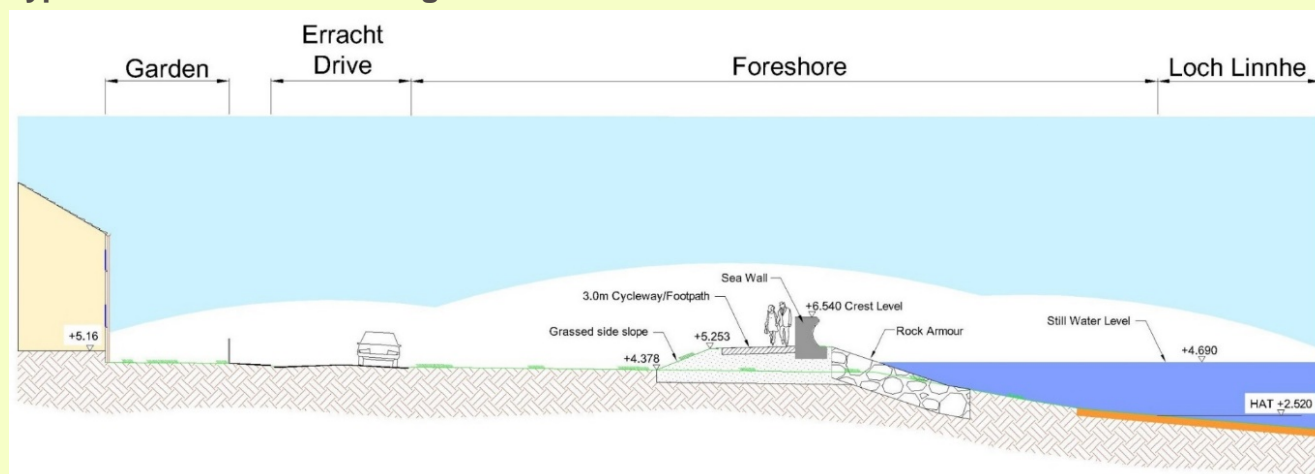 Garden
Erracht
Drive
Foreshore
Loch Linnhe
Sea Wall
3.0m Cycleway/Footpath
+6.540 Crest Level
Grassed side slope
+5.253
Rock Armour
Still Water Level
+5.16
+4.378
+4.690
HAT +2.520